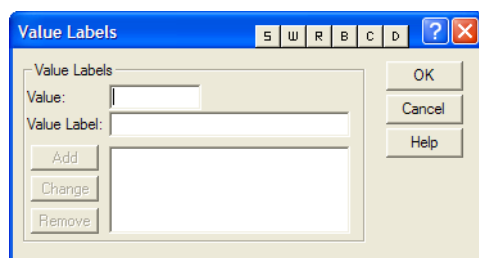 Value Labels
S W R B C D ?
Value Labels
OK
Value:
Cancel
Value Label:
Help
Add
Change
Remove